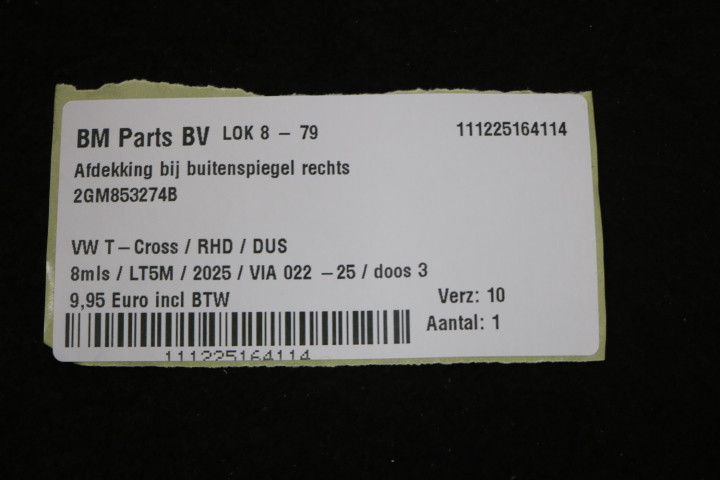 BM Parts BV LOK 8 - 79 111225164114
Afdekking bij buitenspiegel rechts
2GM853274B
VW T-Cross / RHD / DUS
8mls / LT5M / 2025 / VIA 022 -25 / doos 3
9,95 Euro incl BTW Verz: 10
Aantal: 1
111225164114